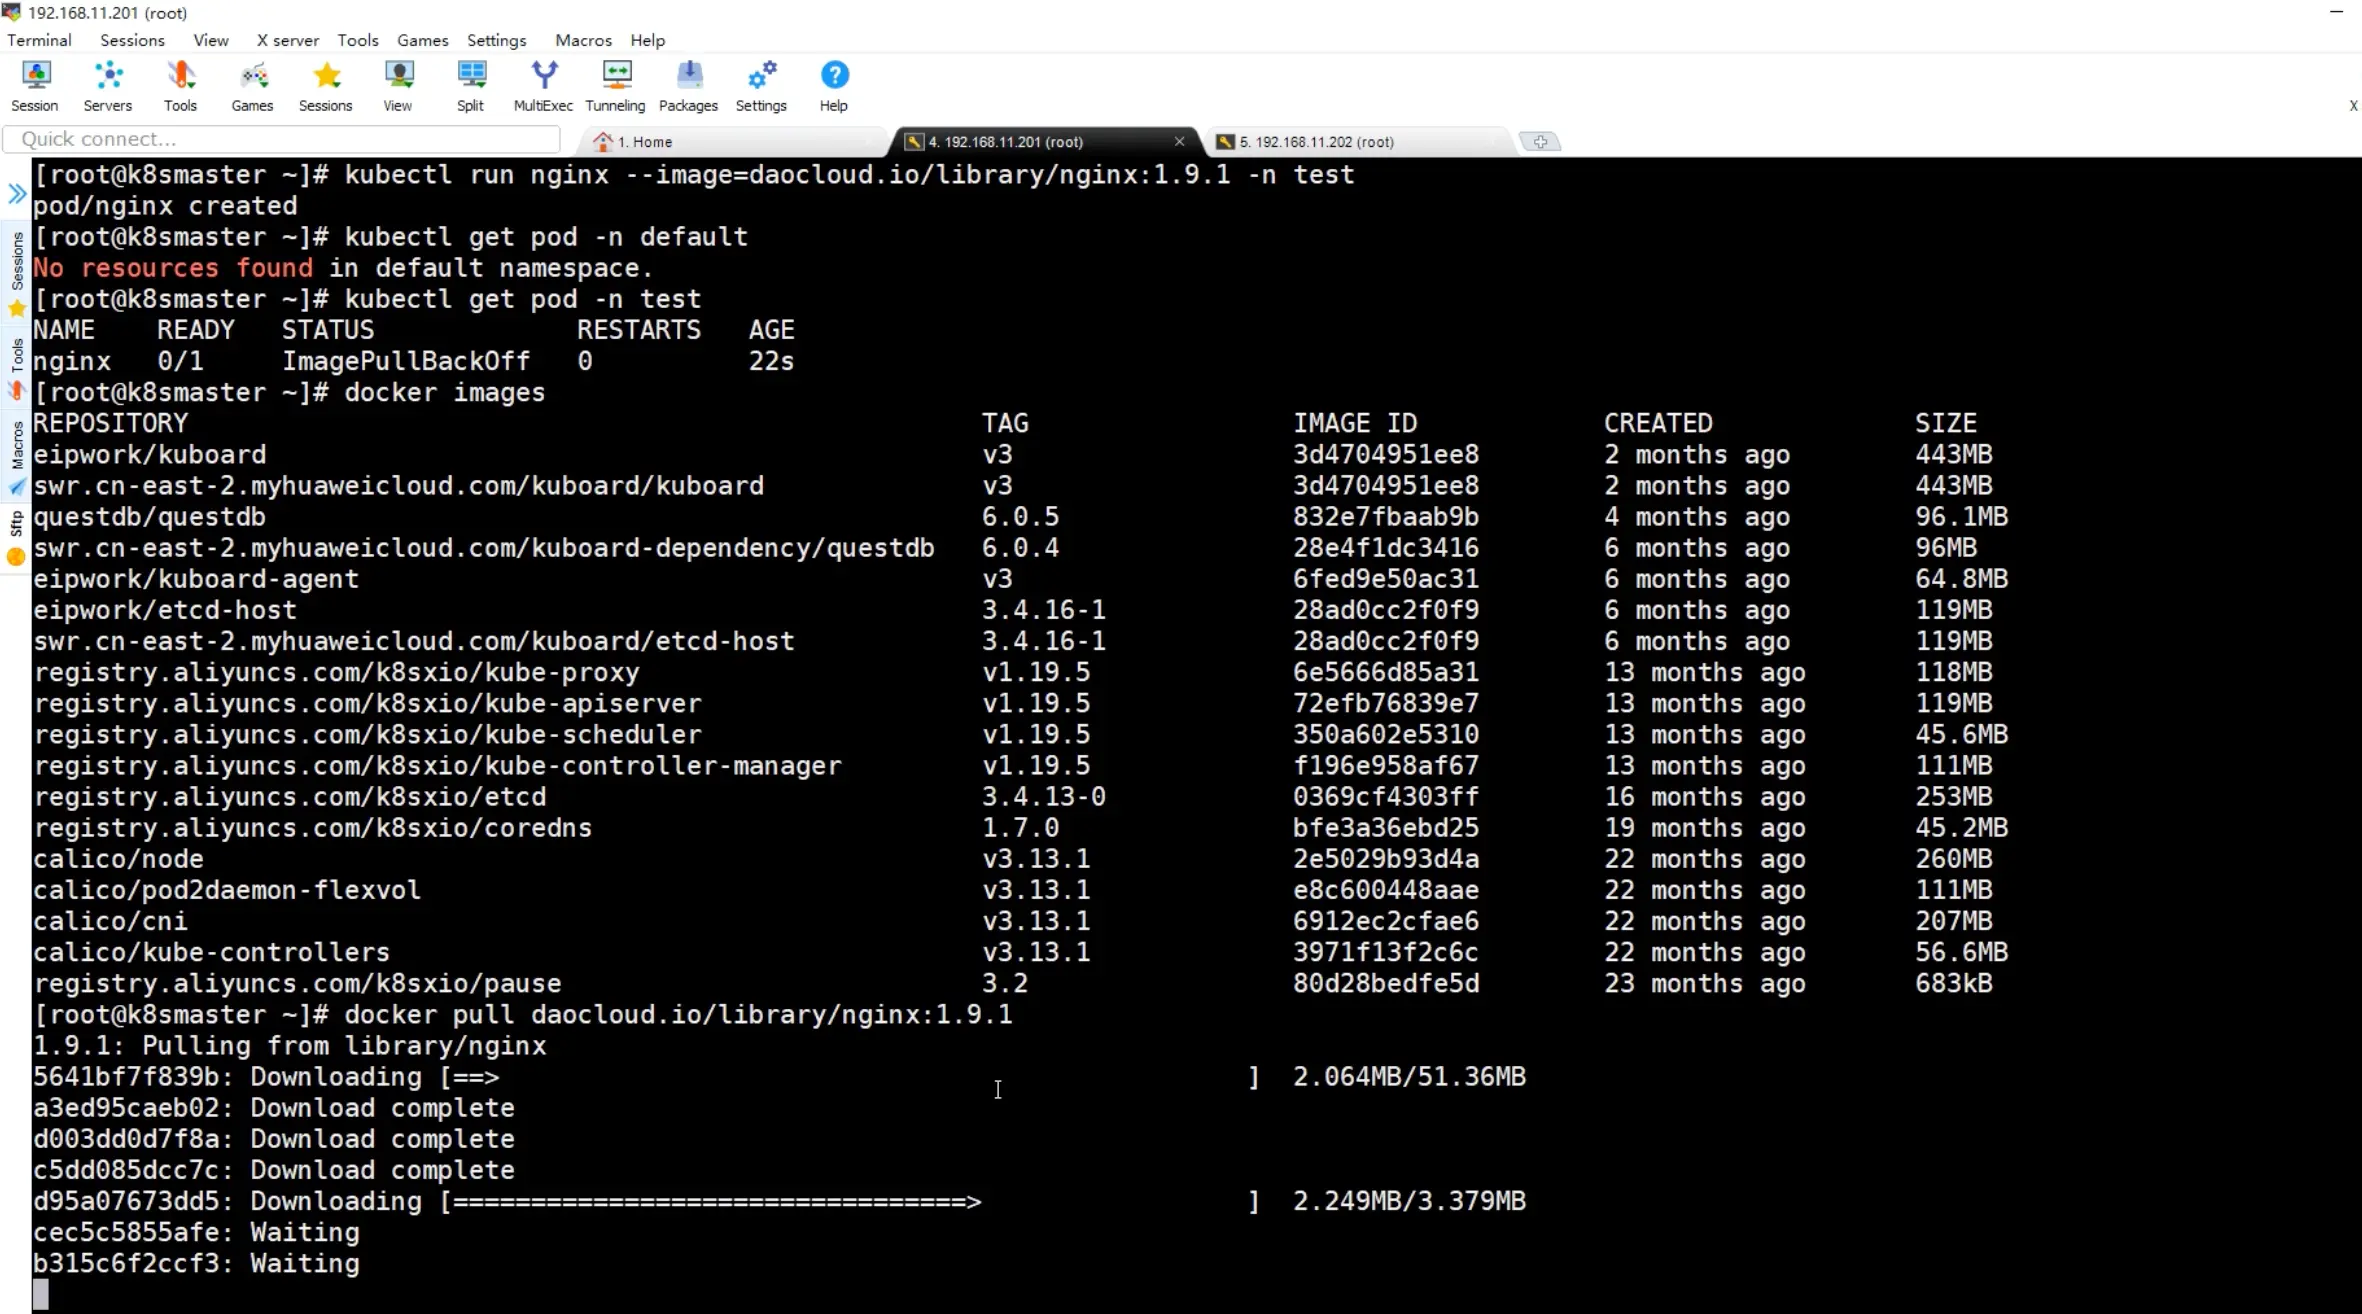 192.168.11.201 (root)
Terminal Sessions View X server Tools Games Settings Macros Help
Session Servers Tools Games Sessions View Split MultiExec Tunneling Packages Settings Help
X
Quick connect...
1. Home
4. 192.168.11.201 (root)
5. 192.168.11.202 (root)
Sessions
Tools
Macros
Sftp
[root@k8smaster ~]# kubectl run nginx --image=daocloud.io/library/nginx:1.9.1 -n test
pod/nginx created
[root@k8smaster ~]# kubectl get pod -n default
No resources found in default namespace.
[root@k8smaster ~]# kubectl get pod -n test
NAME READY STATUS RESTARTS AGE
nginx 0/1 ImagePullBackOff 0 22s
[root@k8smaster ~]# docker images
REPOSITORY TAG IMAGE ID CREATED SIZE
eipwork/kuboard v3 3d4704951ee8 2 months ago 443MB
swr.cn-east-2.myhuaweicloud.com/kuboard/kuboard v3 3d4704951ee8 2 months ago 443MB
questdb/questdb 6.0.5 832e7fbaab9b 4 months ago 96.1MB
swr.cn-east-2.myhuaweicloud.com/kuboard-dependency/questdb 6.0.4 28e4f1dc3416 6 months ago 96MB
eipwork/kuboard-agent v3 6fed9e50ac31 6 months ago 64.8MB
eipwork/etcd-host 3.4.16-1 28ad0cc2f0f9 6 months ago 119MB
swr.cn-east-2.myhuaweicloud.com/kuboard/etcd-host 3.4.16-1 28ad0cc2f0f9 6 months ago 119MB
registry.aliyuncs.com/k8sxio/kube-proxy v1.19.5 6e5666d85a31 13 months ago 118MB
registry.aliyuncs.com/k8sxio/kube-apiserver v1.19.5 72efb76839e7 13 months ago 119MB
registry.aliyuncs.com/k8sxio/kube-scheduler v1.19.5 350a602e5310 13 months ago 45.6MB
registry.aliyuncs.com/k8sxio/kube-controller-manager v1.19.5 f196e958af67 13 months ago 111MB
registry.aliyuncs.com/k8sxio/etcd 3.4.13-0 0369cf4303ff 16 months ago 253MB
registry.aliyuncs.com/k8sxio/coredns 1.7.0 bfe3a36ebd25 19 months ago 45.2MB
calico/node v3.13.1 2e5029b93d4a 22 months ago 260MB
calico/pod2daemon-flexvol v3.13.1 e8c600448aae 22 months ago 111MB
calico/cni v3.13.1 6912ec2cfae6 22 months ago 207MB
calico/kube-controllers v3.13.1 3971f13f2c6c 22 months ago 56.6MB
registry.aliyuncs.com/k8sxio/pause 3.2 80d28bedfe5d 23 months ago 683kB
[root@k8smaster ~]# docker pull daocloud.io/library/nginx:1.9.1
1.9.1: Pulling from library/nginx
5641bf7f839b: Downloading [==> ] 2.064MB/51.36MB
a3ed95caeb02: Download complete
d003dd0d7f8a: Download complete
c5dd085dcc7c: Download complete
d95a07673dd5: Downloading [=================================> ] 2.249MB/3.379MB
cec5c5855afe: Waiting
b315c6f2ccf3: Waiting